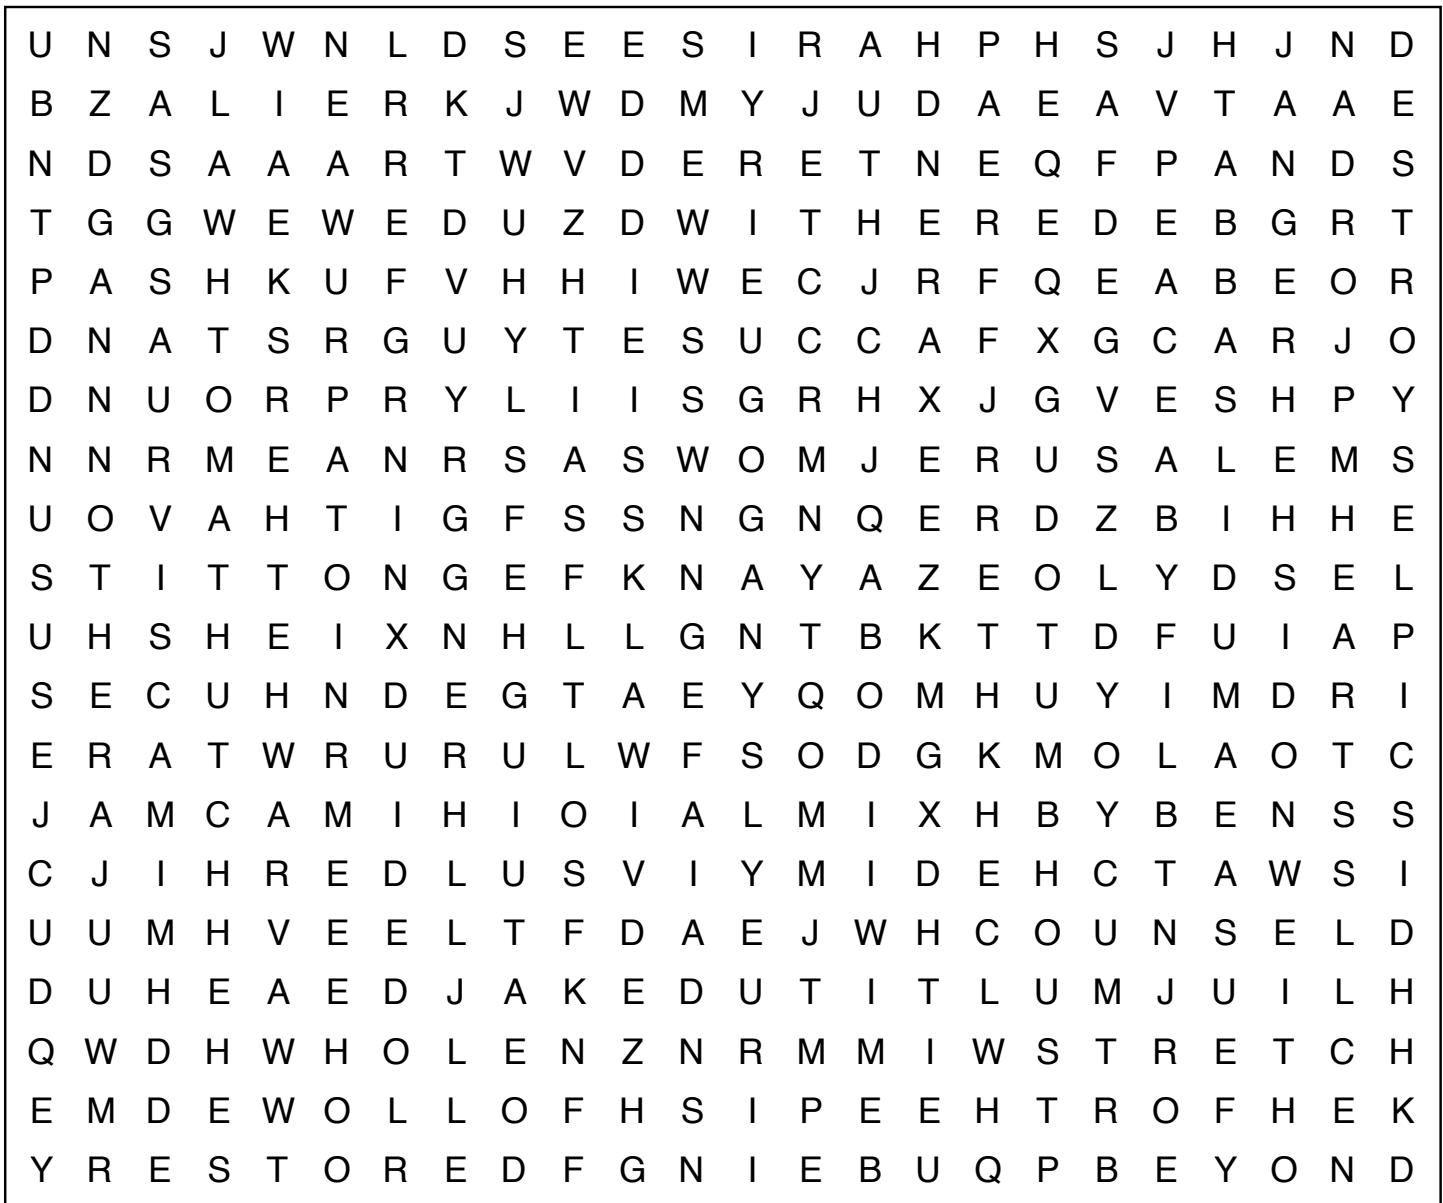 U N S J W N L D S E E S I R A H P H S J H J N D
B Z A L I E R K J W D M Y J U D A E A V T A A E
N D S A A A R T W V D E R E T N E Q F P A N D S
T G G W E W E D U Z D W I T H E R E D E B G R T
P A S H K U F V H H I W E C J R F Q E A B E O R
D N A T S R G U Y T E S U C C A F X G C A R J O
D N U O R P R Y L I I S G R H X J G V E S H P Y
N N R M E A N R S A S W O M J E R U S A L E M S
U O V A H T I G F S S N G N Q E R D Z B I H H E
S T I T T O N G E F K N A Y A Z E O L Y D S E L
U H S H E I X N H L L G N T B K T T D F U I A P
S E C U H N D E G T A E Y Q O M H U Y I M D R I
E R A T W R U R U L W F S O D G K M O L A O T C
J A M C A M I H I O I A L M I X H B Y B E N S S
C J I H R E D L U S V I Y M I D E H C T A W S I
U U M H V E E L T F D A E J W H C O U N S E L D
D U H E A E D J A K E D U T I T L U M J U I L H
Q W D H W H O L E N Z N R M M I W S T R E T C H
E M D E W O L L O F H S I P E E H T R O F H E K
Y R E S T O R E D F G N I E B U Q P B E Y O N D